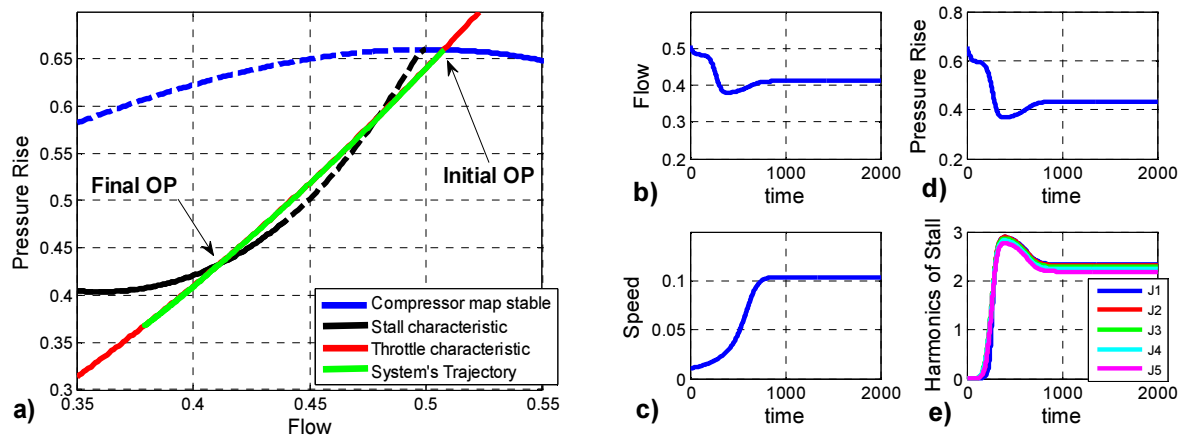 0.65
0.6
0.55
0.5
0.45
0.4
0.35
0.3
Pressure Rise
Final OP
Initial OP
Compressor map stable
Stall characteristic
Throttle characteristic
System's Trajectory
0.35
0.4
0.45
0.5
0.55
Flow
a)
0.5
0.4
0.3
0.2
Flow
0
1000
2000
time
b)
0.8
0.6
0.4
0.2
Pressure Rise
0
1000
2000
time
d)
0.1
0.05
0
Speed
0
1000
2000
time
c)
3
2
1
0
Harmonics of Stall
J1
J2
J3
J4
J5
0
1000
2000
time
e)